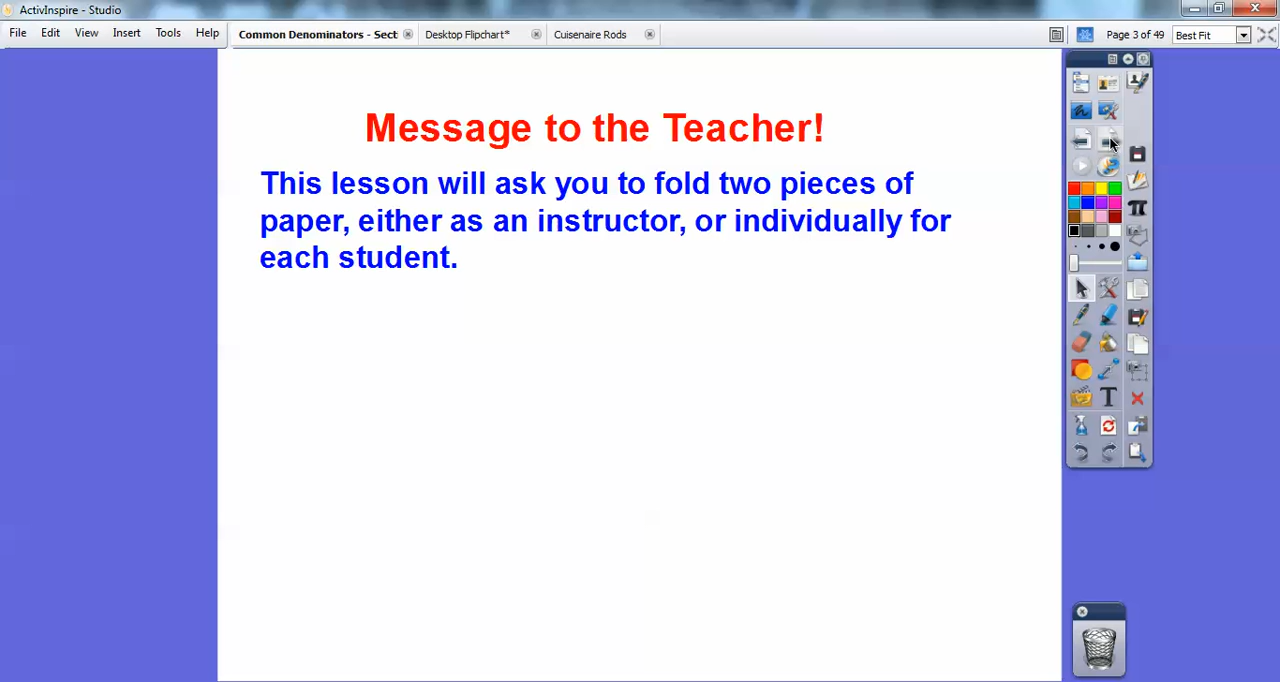 ActivInspire - Studio
File Edit View Insert Tools Help
Common Denominators - Sect
Desktop Flipchart*
Cuisenaire Rods
Page 3 of 49
Best Fit
Message to the Teacher!
This lesson will ask you to fold two pieces of
paper, either as an instructor, or individually for
each student.